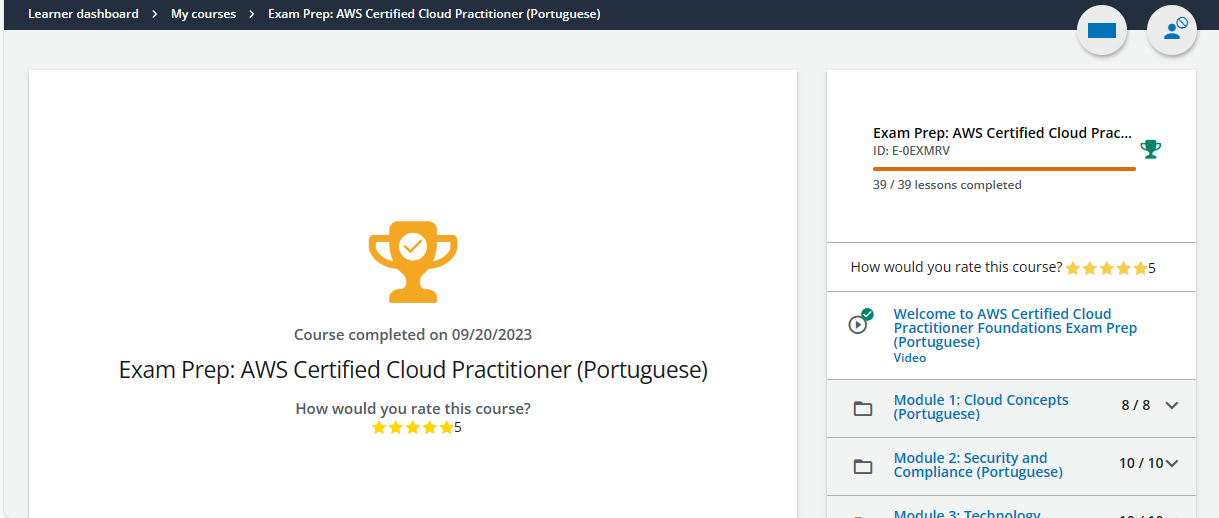 Learner dashboard > My courses > Exam Prep: AWS Certified Cloud Practitioner (Portuguese)
Course completed on 09/20/2023
Exam Prep: AWS Certified Cloud Practitioner (Portuguese)
How would you rate this course?
5
Exam Prep: AWS Certified Cloud Prac...
ID: E-0EXMRV
39 / 39 lessons completed
How would you rate this course? 5
Welcome to AWS Certified Cloud
Practitioner Foundations Exam Prep
(Portuguese)
Video
Module 1: Cloud Concepts
(Portuguese)
8 / 8
Module 2: Security and
Compliance (Portuguese)
10 / 10
Module 3: Technology